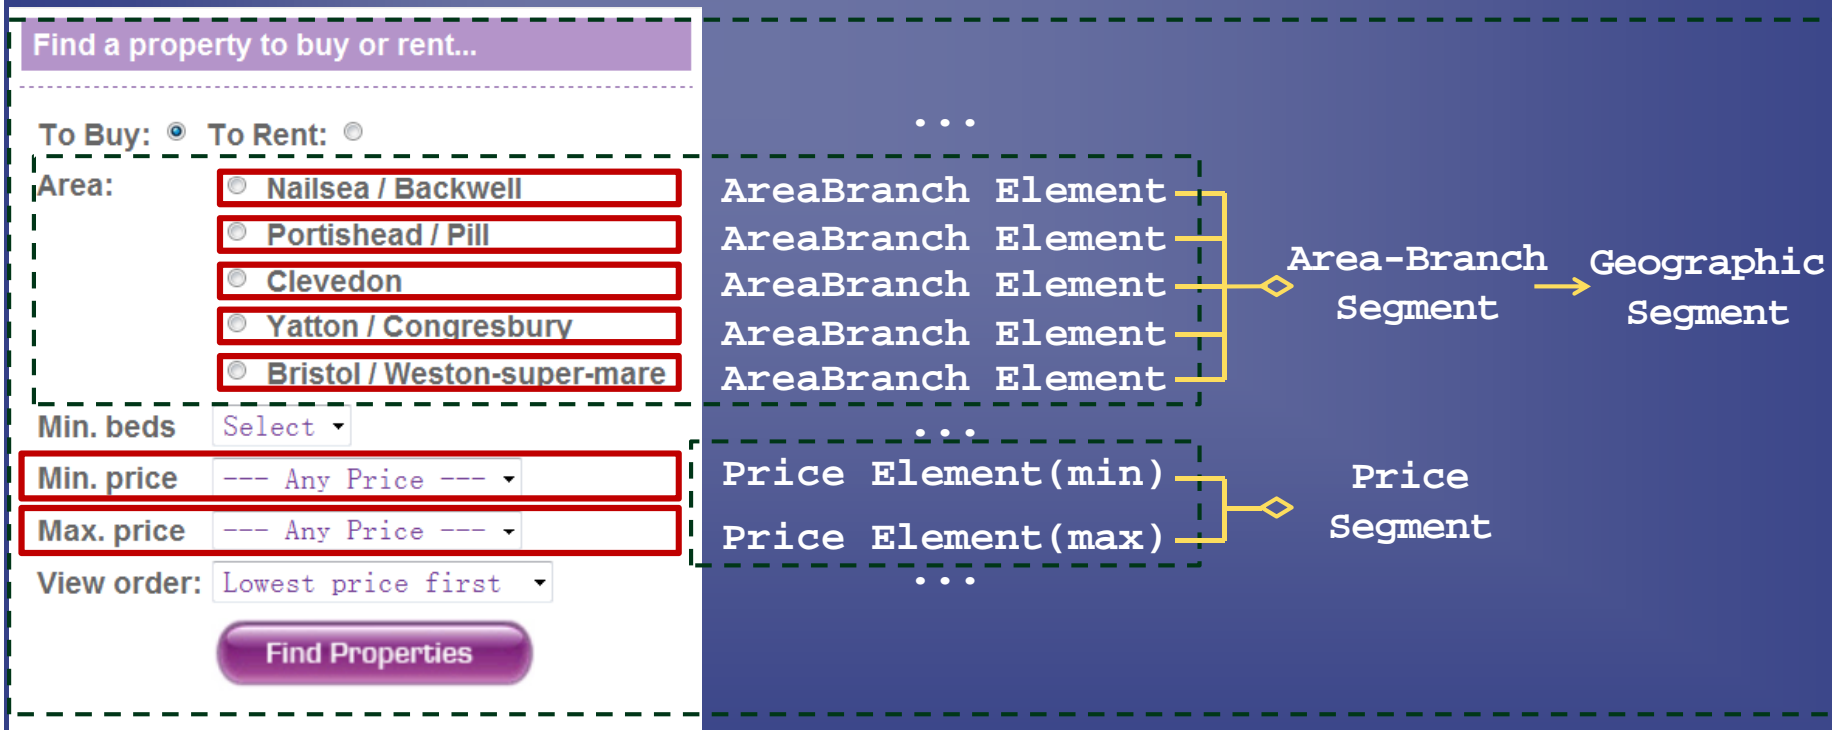 Find a property to buy or rent...
To Buy: To Rent:
...
Area:
Nailsea / Backwell
AreaBranch Element
Portishead / Pill
AreaBranch Element
Clevedon
AreaBranch Element
Yatton / Congresbury
AreaBranch Element
Bristol / Weston-super-mare
AreaBranch Element
Area-Branch
Segment
Geographic
Segment
Min. beds Select
...
Min. price --- Any Price ---
Price Element(min)
Max. price --- Any Price ---
Price Element(max)
Price
Segment
View order: Lowest price first
...
Find Properties